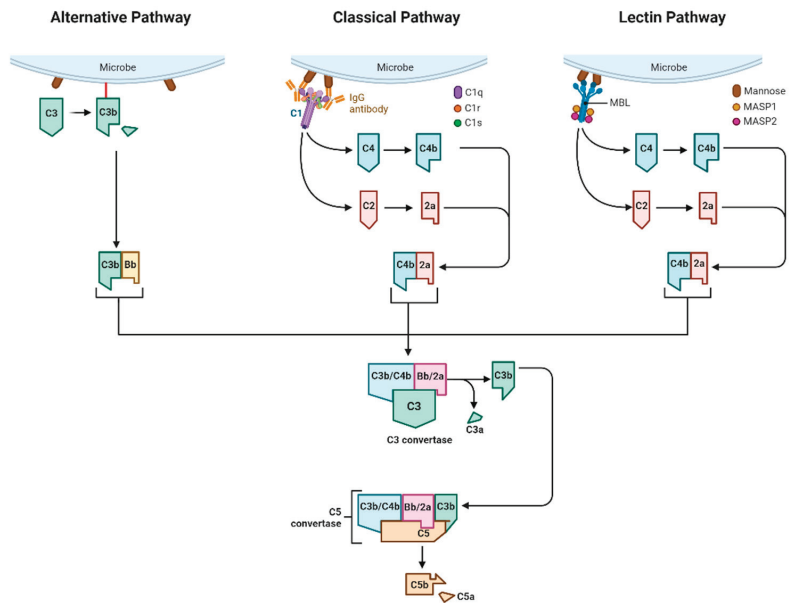 Alternative Pathway
Classical Pathway
Lectin Pathway
Microbe
Microbe
Microbe
C3
C3b
C1
IgG
antibody
C1q
C1r
C1s
MBL
Mannose
MASP1
MASP2
C4
C4b
C4
C4b
C2
2a
C2
2a
C3b
Bb
C4b
2a
C4b
2a
C3b/C4b
Bb/2a
C3b
C3
C3a
C3 convertase
C5
convertase
C3b/C4b
Bb/2a
C3b
C5
C5b
C5a